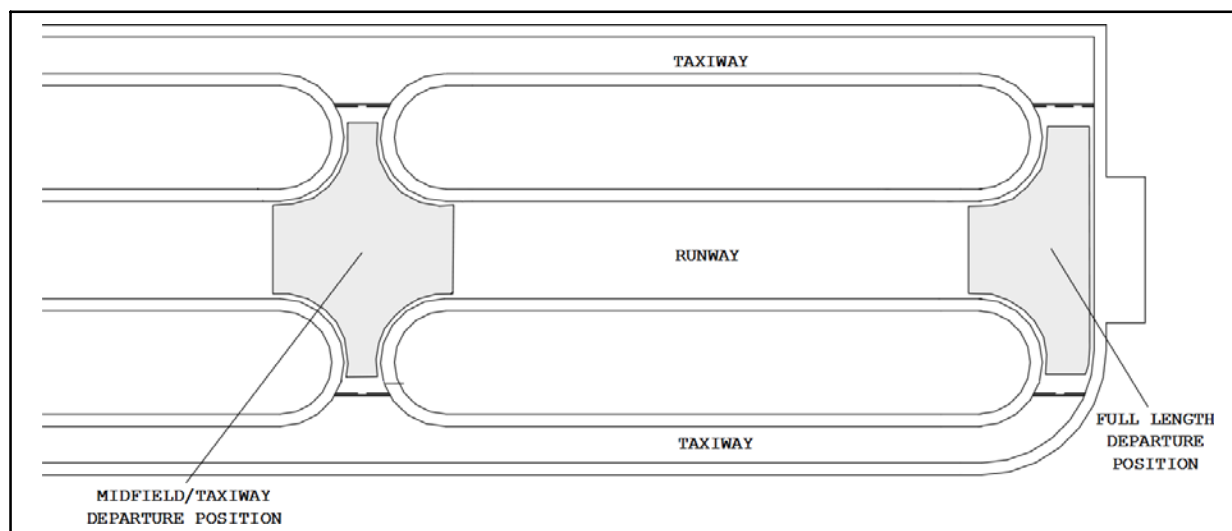 TAXIWAY
RUNWAY
FULL LENGTH
DEPARTURE
POSITION
TAXIWAY
MIDFIELD/TAXIWAY
DEPARTURE POSITION